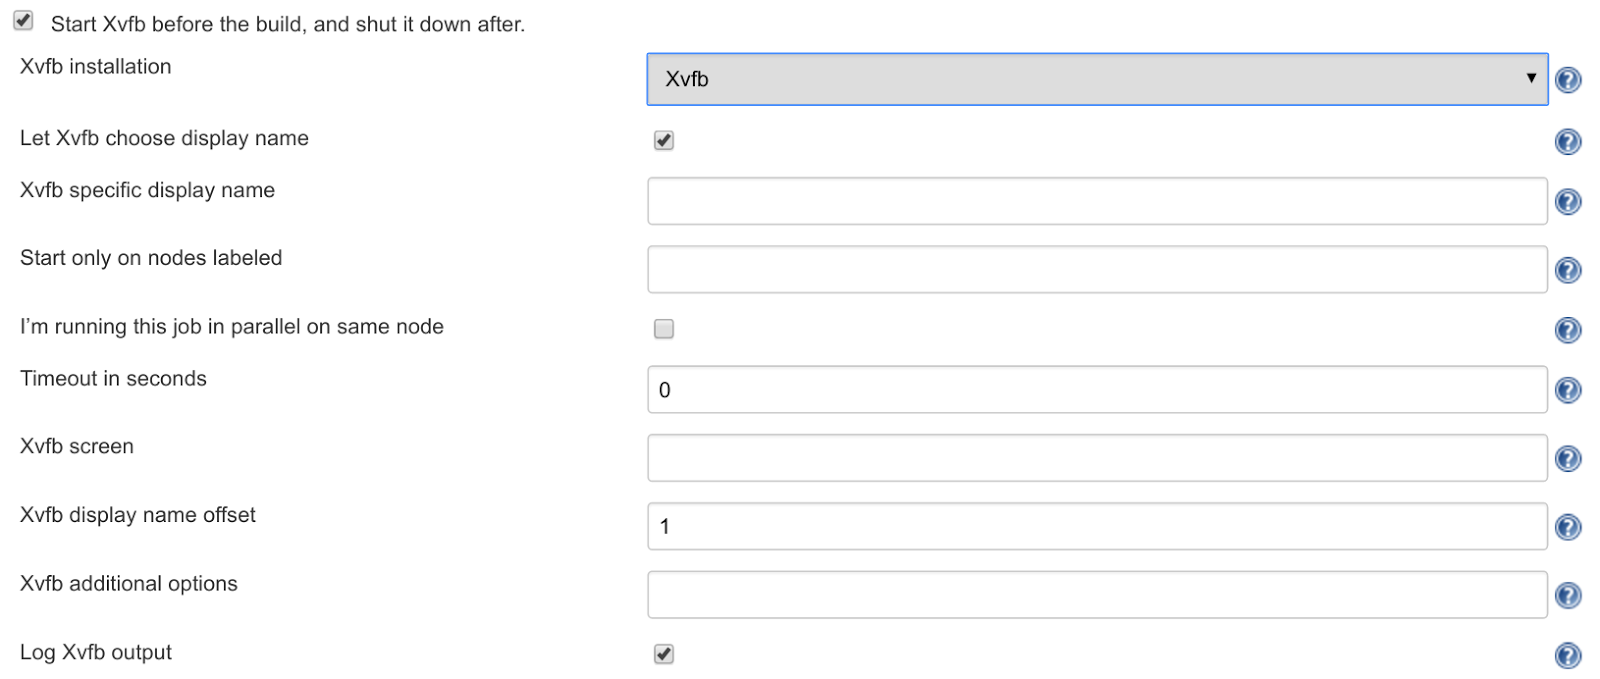 Start Xvfb before the build, and shut it down after.
Xvfb installation
Xvfb
Let Xvfb choose display name
Xvfb specific display name
Start only on nodes labeled
I’m running this job in parallel on same node
Timeout in seconds
0
Xvfb screen
Xvfb display name offset
1
Xvfb additional options
Log Xvfb output